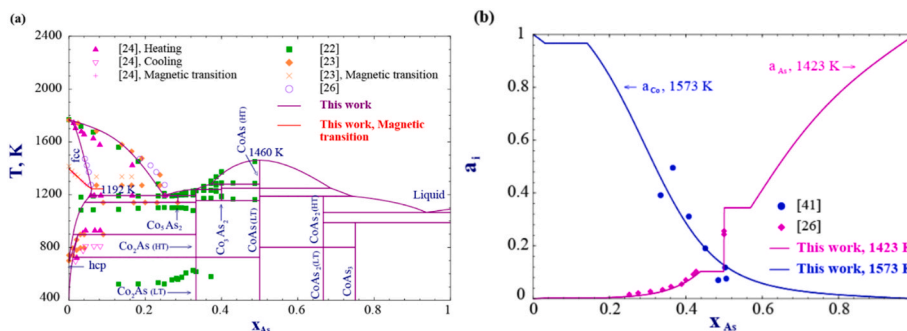 (a)
[24], Heating
[24], Cooling
[24], Magnetic transition
[22]
[23]
[23], Magnetic transition
[26]
This work
This work, Magnetic
transition
T, K
2400
2000
1600
1200
800
400
fcc
1192 K
CoAs (HT)
1460 K
Liquid
Co₅As₂
Co₂As (HT)
hcp
Co₂As (LT)
Co₃As₂
CoAs (LT)
CoAs₂(HT)
CoAs₂(LT)
CoAs₃
0 0.2 0.4 0.6 0.8 1
xAs
(b)
aᵢ
1
0.8
0.6
0.4
0.2
0
aAs, 1423 K
aCo, 1573 K
[41]
[26]
This work, 1423 K
This work, 1573 K
0 0.2 0.4 0.6 0.8
xAs